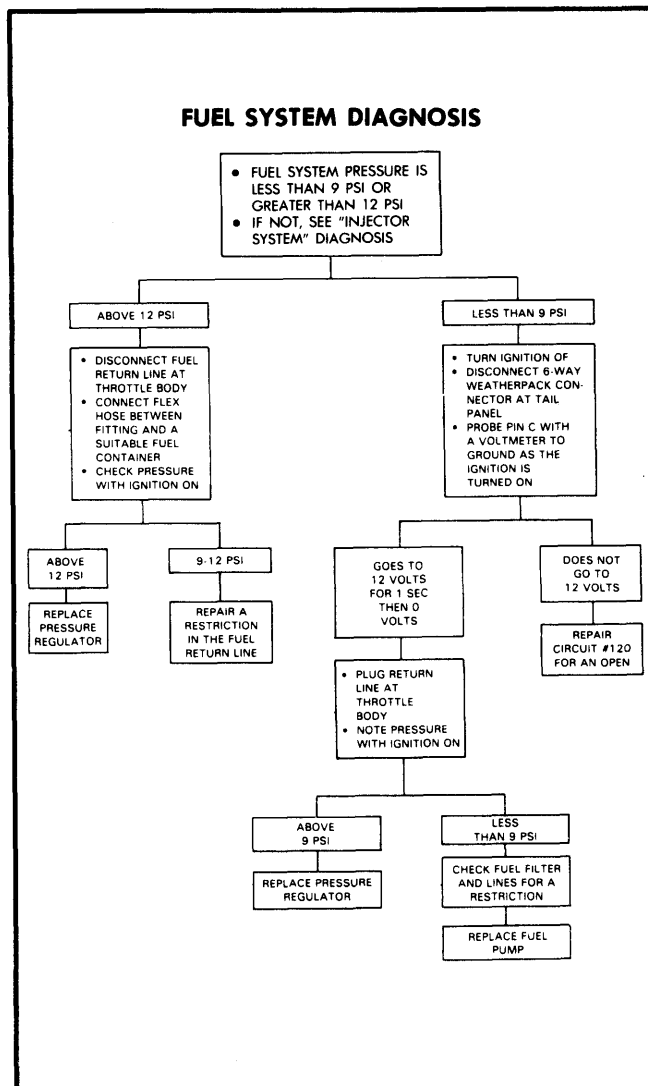 FUEL SYSTEM DIAGNOSIS
• FUEL SYSTEM PRESSURE IS
LESS THAN 9 PSI OR
GREATER THAN 12 PSI
• IF NOT, SEE "INJECTOR
SYSTEM" DIAGNOSIS
ABOVE 12 PSI
LESS THAN 9 PSI
• DISCONNECT FUEL
RETURN LINE AT
THROTTLE BODY
• CONNECT FLEX
HOSE BETWEEN
FITTING AND A
SUITABLE FUEL
CONTAINER
• CHECK PRESSURE
WITH IGNITION ON
• TURN IGNITION OF
• DISCONNECT 6-WAY
WEATHERPACK CON-
NECTOR AT TAIL
PANEL
• PROBE PIN C WITH
A VOLTMETER TO
GROUND AS THE
IGNITION IS
TURNED ON
ABOVE
12 PSI
9-12 PSI
GOES TO
12 VOLTS
FOR 1 SEC
THEN 0
VOLTS
DOES NOT
GO TO
12 VOLTS
REPLACE
PRESSURE
REGULATOR
REPAIR A
RESTRICTION
IN THE FUEL
RETURN LINE
REPAIR
CIRCUIT #120
FOR AN OPEN
• PLUG RETURN
LINE AT
THROTTLE
BODY
• NOTE PRESSURE
WITH IGNITION ON
ABOVE
9 PSI
LESS
THAN 9 PSI
REPLACE PRESSURE
REGULATOR
CHECK FUEL FILTER
AND LINES FOR A
RESTRICTION
REPLACE FUEL
PUMP